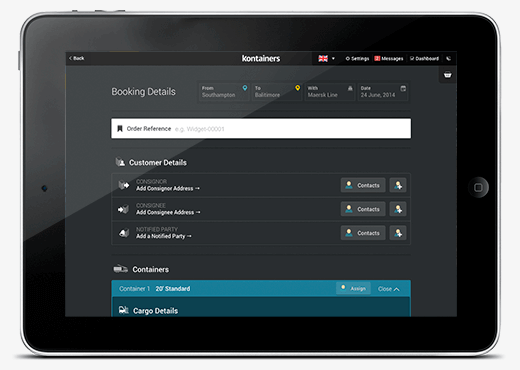 Back
kontainers
Settings
2 Messages
Dashboard
Booking Details
From
Southampton
To
Baltimore
With
Maersk Line
Date
24 June, 2014
Order Reference e.g. Widget-00001
Customer Details
CONSIGNOR
Add Consignor Address →
Contacts
CONSIGNEE
Add Consignee Address →
Contacts
NOTIFIED PARTY
Add a Notified Party →
Contacts
Containers
Container 1 20' Standard
Assign
Close
Cargo Details